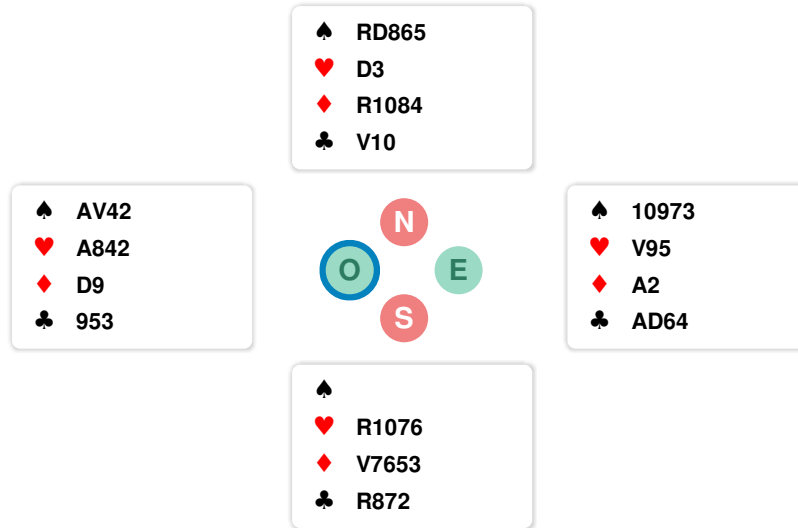 ♠ RD865
♥ D3
♦ R1084
♣ V10
♠ AV42
♥ A842
♦ D9
♣ 953
N
O E
S
♠ 10973
♥ V95
♦ A2
♣ AD64
♠
♥ R1076
♦ V7653
♣ R872